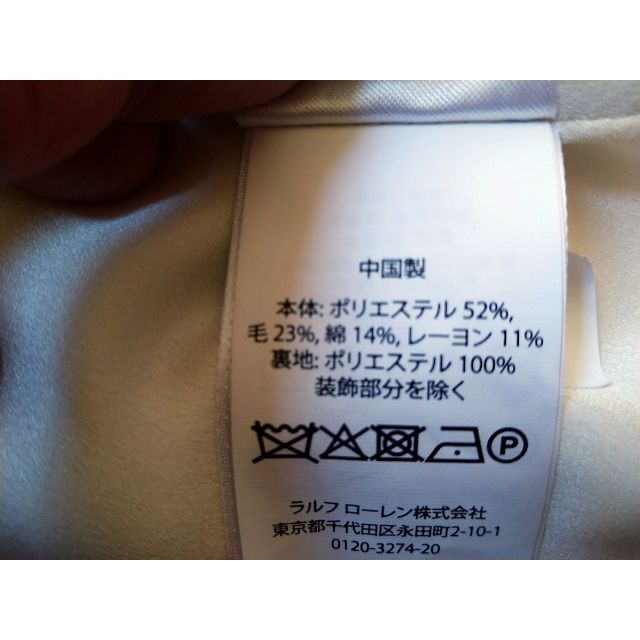 中国製
本体: ポリエステル 52%,
毛 23%, 綿 14%, レーヨン 11%
裏地: ポリエステル 100%
装飾部分を除く
P
ラルフ ローレン株式会社
東京都千代田区永田町2-10-1
0120-3274-20